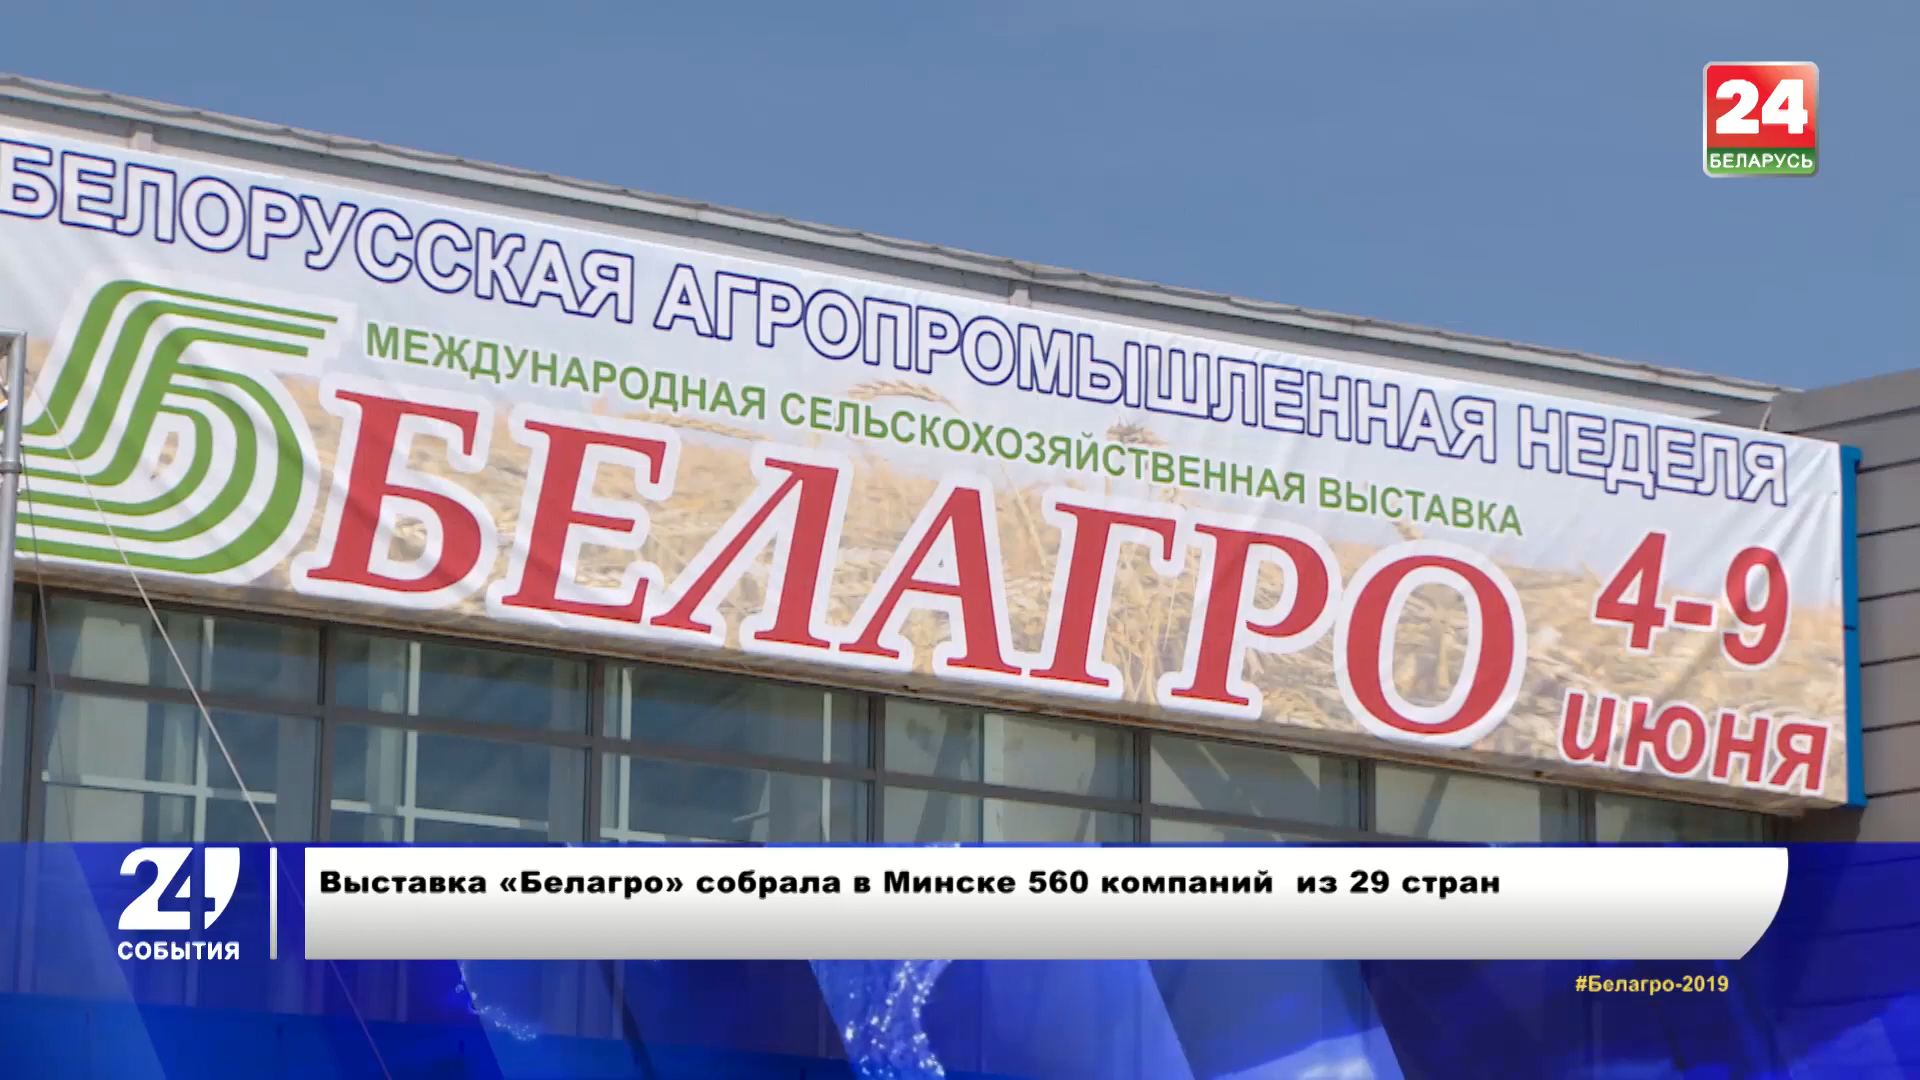 24
БЕЛАРУСЬ
БЕЛОРУССКАЯ АГРОПРОМЫШЛЕННАЯ НЕДЕЛЯ
МЕЖДУНАРОДНАЯ СЕЛЬСКОХОЗЯЙСТВЕННАЯ ВЫСТАВКА
БЕЛАГРО
4-9
июня
24
СОБЫТИЯ
Выставка «Белагро» собрала в Минске 560 компаний из 29 стран
#Белагро-2019